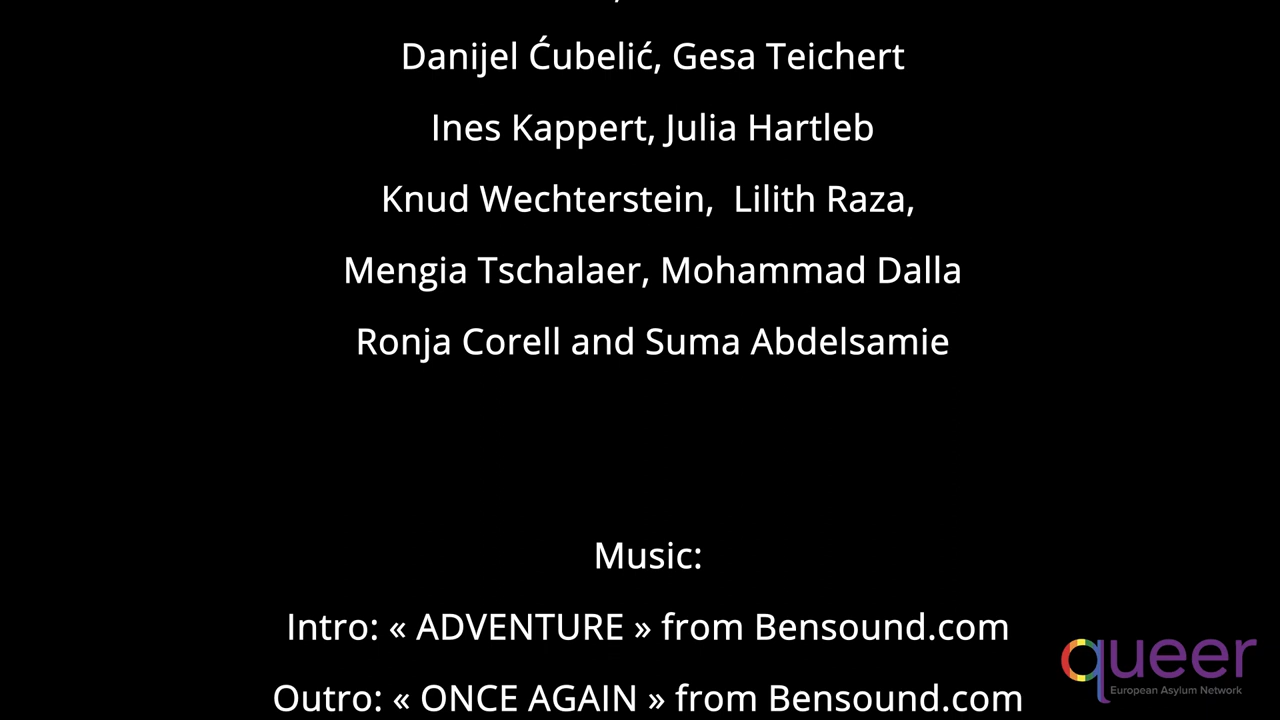 Danijel Ćubelić, Gesa Teichert
Ines Kappert, Julia Hartleb
Knud Wechterstein,  Lilith Raza,
Mengia Tschalaer, Mohammad Dalla
Ronja Corell and Suma Abdelsamie
Music:
Intro: « ADVENTURE » from Bensound.com
Outro: « ONCE AGAIN » from Bensound.com
queer
European Asylum Network